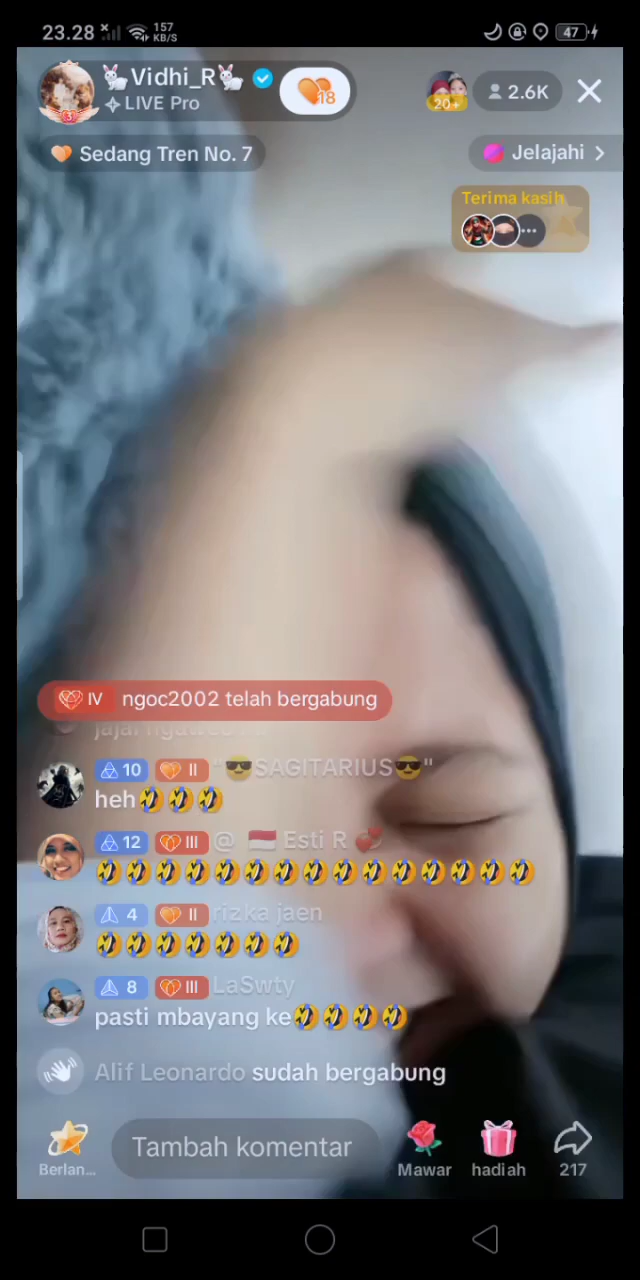 23.28
157
KB/S
47
Vidhi_R
LIVE Pro
18
20+
2.6K
3
Sedang Tren No. 7
Jelajahi
Terima kasih
IV ngoc2002 telah bergabung
10 II "😎SAGITARIUS😎"
heh🤣🤣🤣
12 III @ 🇮🇩 Esti R 💞
🤣🤣🤣🤣🤣🤣🤣🤣🤣🤣🤣🤣🤣🤣🤣
4 II rizka jaen
🤣🤣🤣🤣🤣🤣🤣
8 III LaSwty
pasti mbayang ke🤣🤣🤣🤣
Alif Leonardo sudah bergabung
Tambah komentar
Berlan...
Mawar
hadiah
217